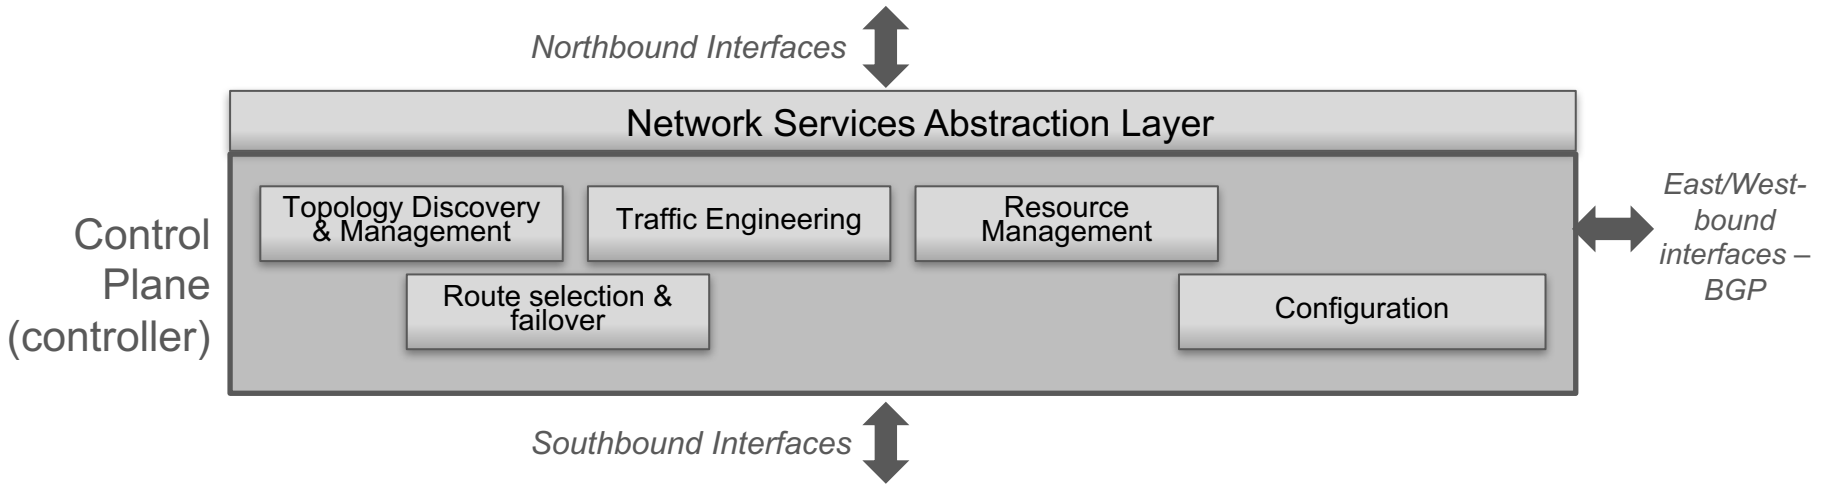 Northbound Interfaces
Network Services Abstraction Layer
Topology Discovery
& Management
Traffic Engineering
Resource
Management
Route selection &
failover
Configuration
Control
Plane
(controller)
East/West-
bound
interfaces –
BGP
Southbound Interfaces